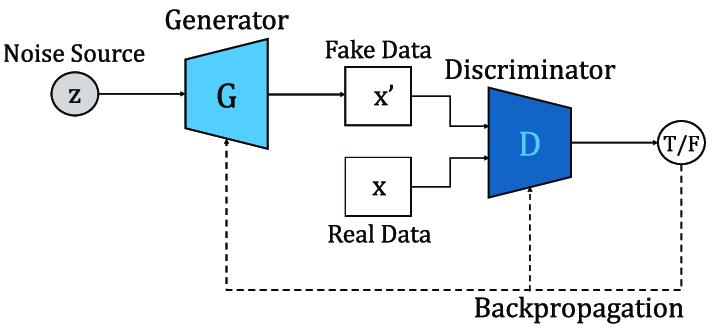 Generator
Noise Source
z
G
Fake Data
x’
Discriminator
D
T/F
x
Real Data
Backpropagation